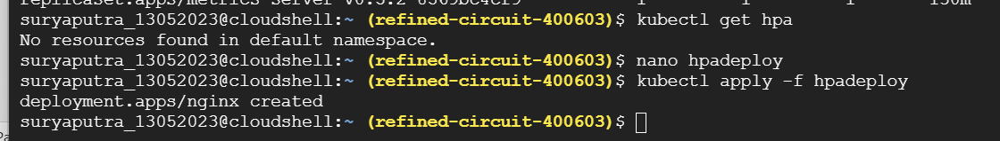 suryaputra_13052023@cloudshell:~ (refined-circuit-400603)$ kubectl get hpa
No resources found in default namespace.
suryaputra_13052023@cloudshell:~ (refined-circuit-400603)$ nano hpadeploy
suryaputra_13052023@cloudshell:~ (refined-circuit-400603)$ kubectl apply -f hpadeploy
deployment.apps/nginx created
suryaputra_13052023@cloudshell:~ (refined-circuit-400603)$